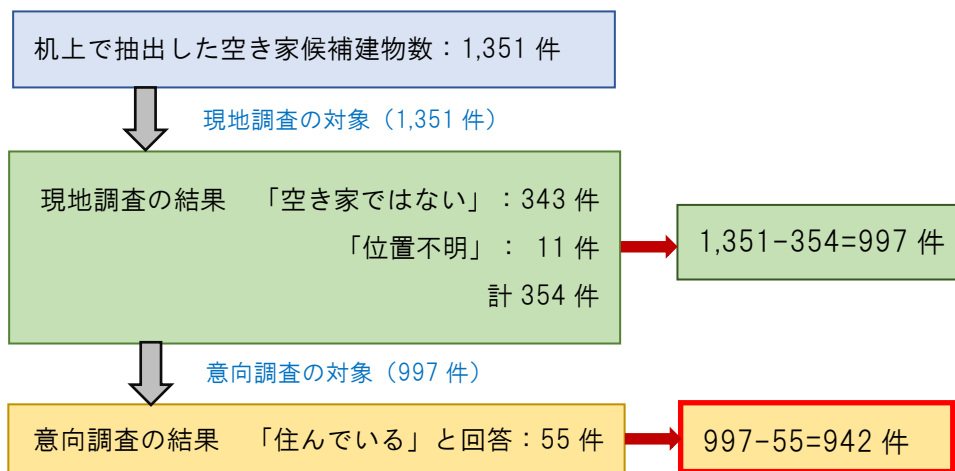 机上で抽出した空き家候補建物数：1,351 件
現地調査の対象（1,351 件）
現地調査の結果　「空き家ではない」：343 件
「位置不明」： 11 件
計 354 件
1,351−354=997 件
意向調査の対象（997 件）
意向調査の結果　「住んでいる」と回答：55 件
997−55=942 件